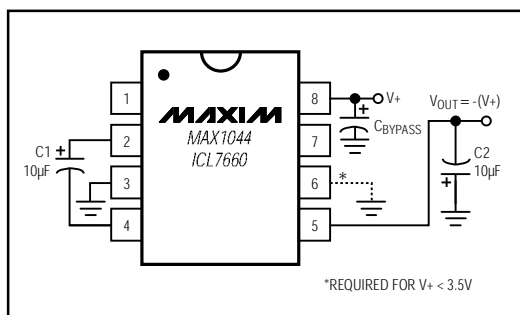 1
2
3
4
8
7
6
5
MAXIM
MAX1044
ICL7660
C1
+
10µF
V+
+
CBYPASS
VOUT = -(V+)
C2
10µF
+
*
*REQUIRED FOR V+ < 3.5V